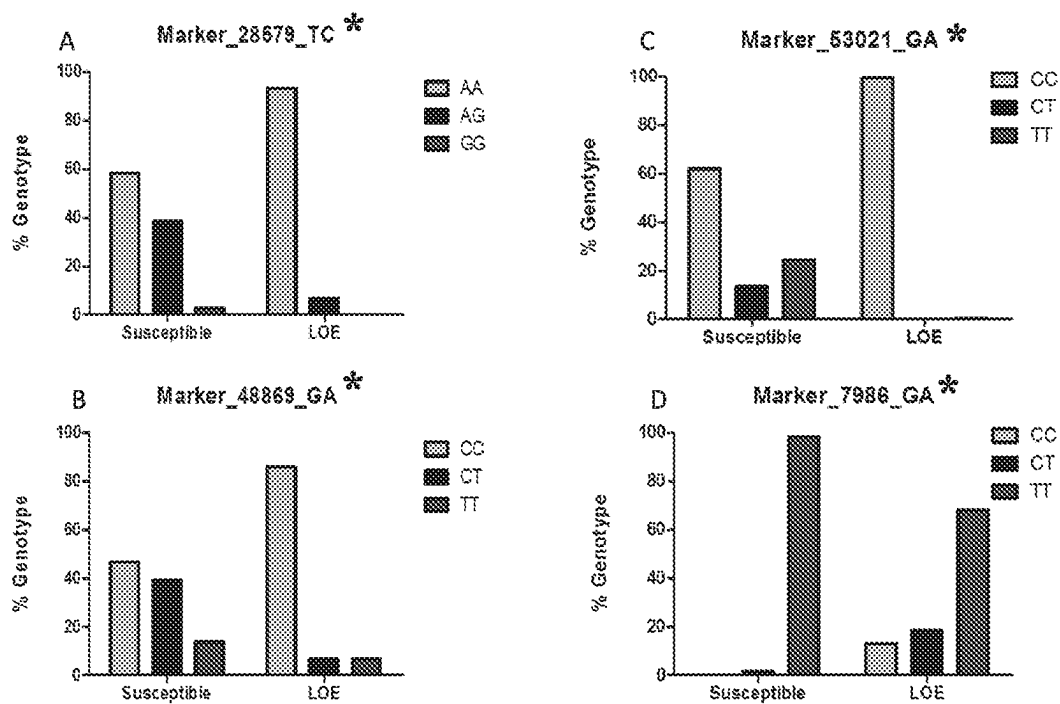 A
Marker_28679_TC *
% Genotype
100
80
60
40
20
0
Susceptible
LOE
AA
AG
GG
C
Marker_53021_GA *
% Genotype
100
80
60
40
20
0
Susceptible
LOE
CC
CT
TT
B
Marker_48869_GA *
% Genotype
100
80
60
40
20
0
Susceptible
LOE
CC
CT
TT
D
Marker_7986_GA *
% Genotype
100
80
60
40
20
0
Susceptible
LOE
CC
CT
TT